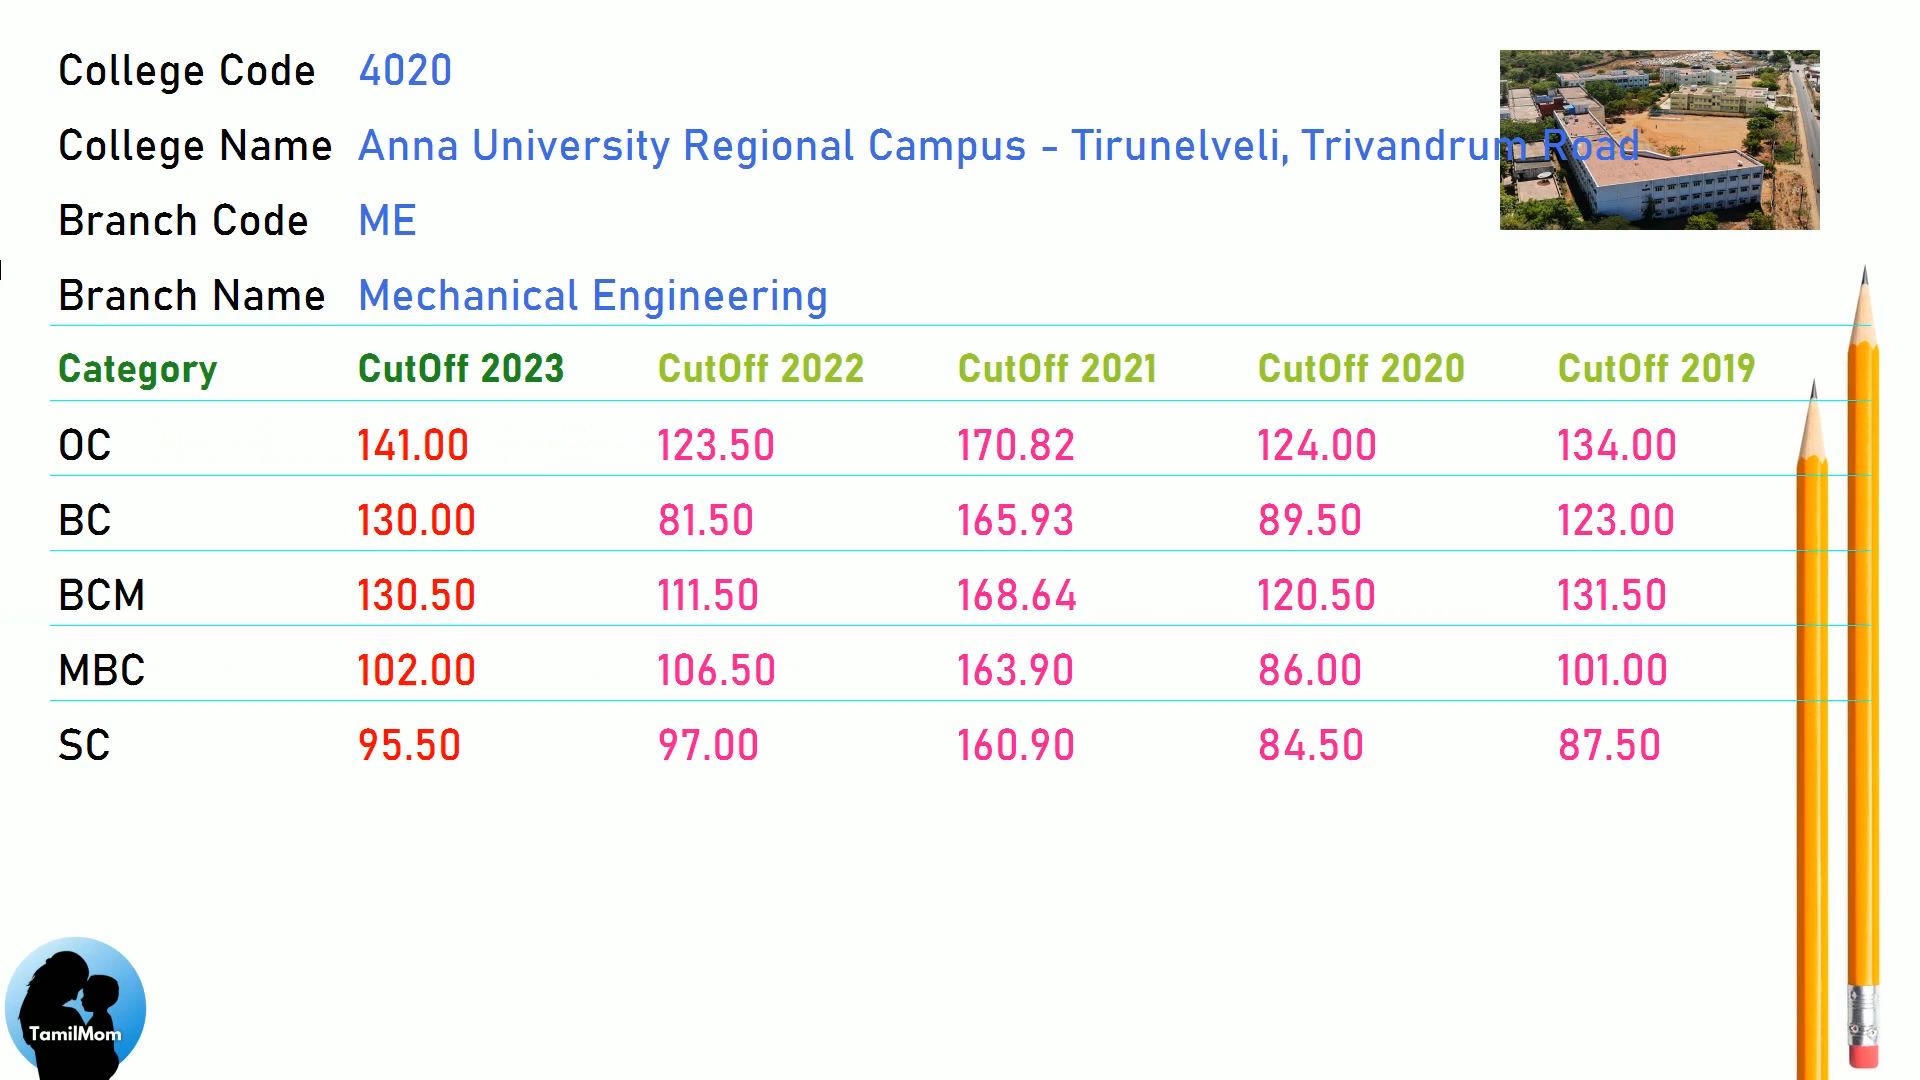 College Code 4020
College Name Anna University Regional Campus - Tirunelveli, Trivandrum Road
Branch Code ME
Branch Name Mechanical Engineering
Category CutOff 2023 CutOff 2022 CutOff 2021 CutOff 2020 CutOff 2019
OC 141.00 123.50 170.82 124.00 134.00
BC 130.00 81.50 165.93 89.50 123.00
BCM 130.50 111.50 168.64 120.50 131.50
MBC 102.00 106.50 163.90 86.00 101.00
SC 95.50 97.00 160.90 84.50 87.50
TamilMom